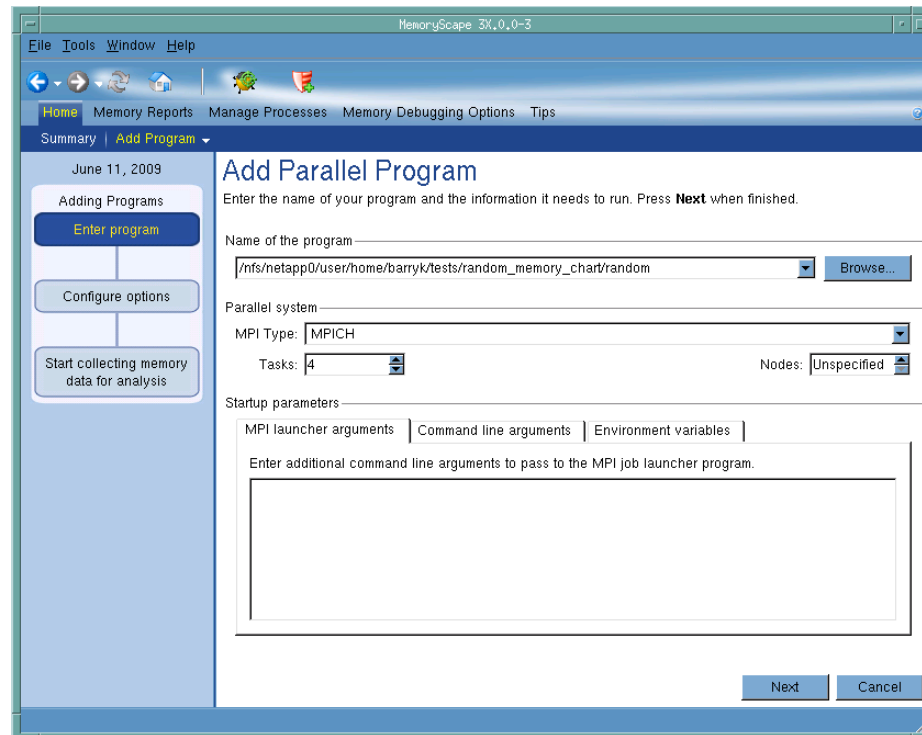 MemoryScape 3X.0.0-3
File Tools Window Help
Home Memory Reports Manage Processes Memory Debugging Options Tips
Summary | Add Program
June 11, 2009
Adding Programs
Enter program
Configure options
Start collecting memory
data for analysis
Add Parallel Program
Enter the name of your program and the information it needs to run. Press Next when finished.
Name of the program
/nfs/netapp0/user/home/barryk/tests/random_memory_chart/random
Browse...
Parallel system
MPI Type: MPICH
Tasks: 4
Nodes: Unspecified
Startup parameters
MPI launcher arguments
Command line arguments
Environment variables
Enter additional command line arguments to pass to the MPI job launcher program.
Next
Cancel